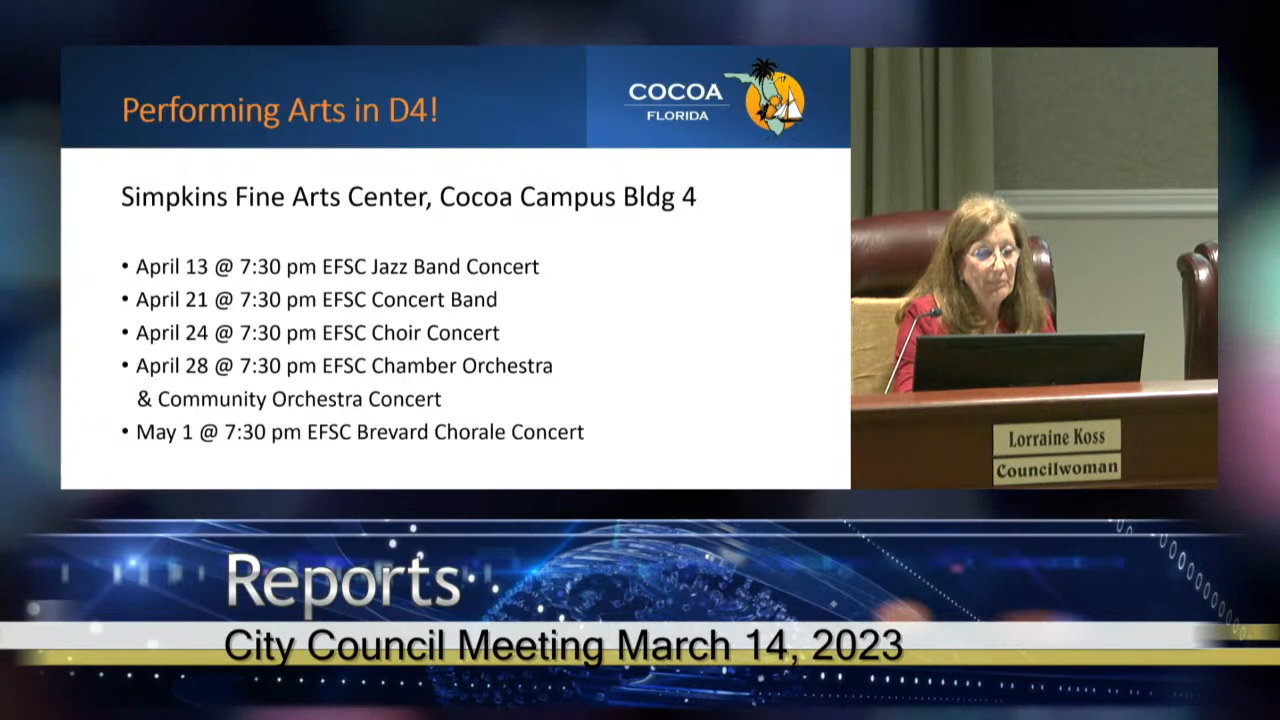 Performing Arts in D4!
COCOA
FLORIDA
Simpkins Fine Arts Center, Cocoa Campus Bldg 4
• April 13 @ 7:30 pm EFSC Jazz Band Concert
• April 21 @ 7:30 pm EFSC Concert Band
• April 24 @ 7:30 pm EFSC Choir Concert
• April 28 @ 7:30 pm EFSC Chamber Orchestra
& Community Orchestra Concert
• May 1 @ 7:30 pm EFSC Brevard Chorale Concert
Lorraine Koss
Councilwoman
Reports
City Council Meeting March 14, 2023